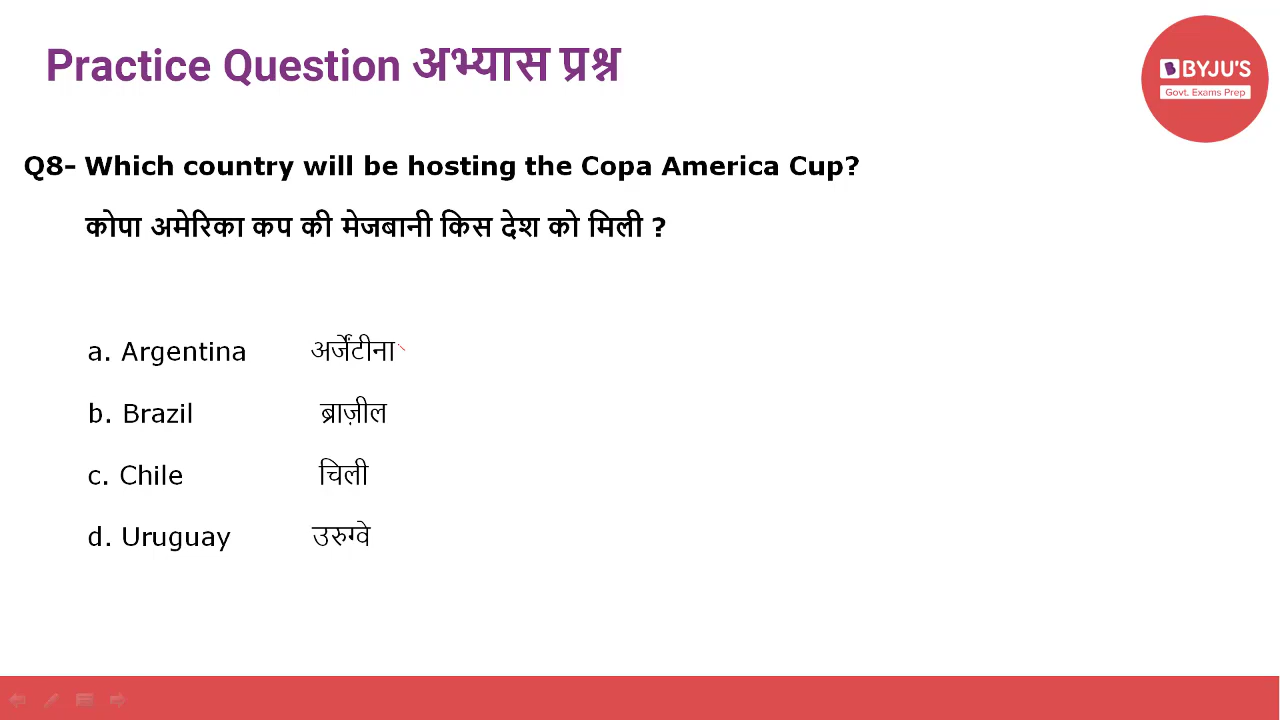 Practice Question अभ्यास प्रश्न
BYJU'S
Govt. Exams Prep
Q8- Which country will be hosting the Copa America Cup?
कोपा अमेरिका कप की मेजबानी किस देश को मिली ?
a. Argentina अर्जेंटीना
b. Brazil ब्राज़ील
c. Chile चिली
d. Uruguay उरुग्वे